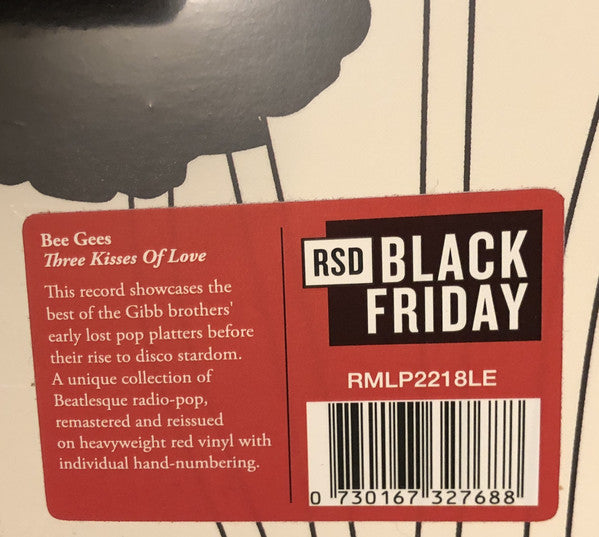 Bee Gees
Three Kisses Of Love
This record showcases the
best of the Gibb brothers'
early lost pop platters before
their rise to disco stardom.
A unique collection of
Beatlesque radio-pop,
remastered and reissued
on heavyweight red vinyl with
individual hand-numbering.
RSD BLACK
FRIDAY
RMLP2218LE
0 730167 327688